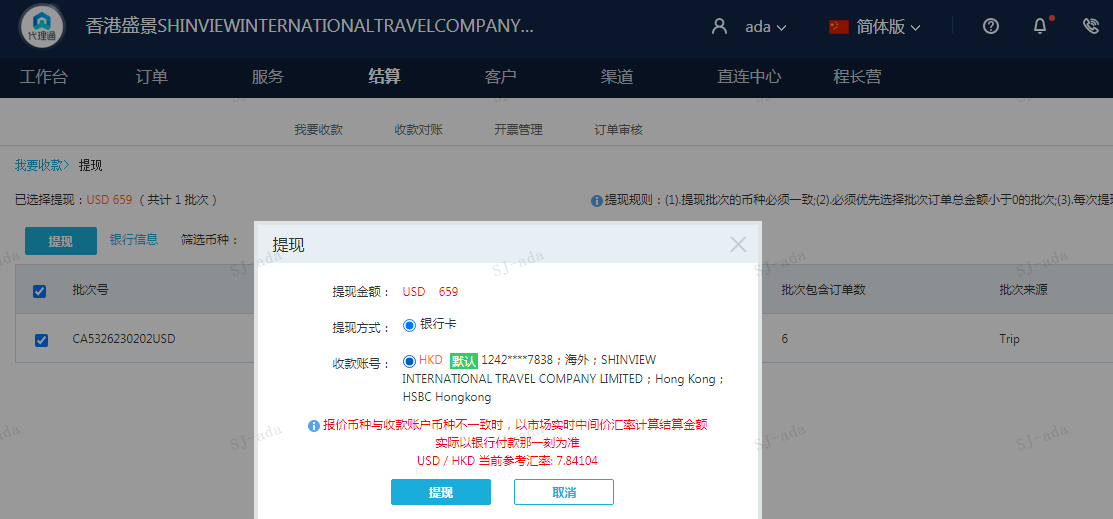 代理通
香港盛景SHINVIEWINTERNATIONALTRAVELCOMPANY...
ada
简体版
工作台 订单 服务 结算 客户 渠道 直连中心 程长营
我要收款 收款对账 开票管理 订单审核
我要收款> 提现
已选择提现：USD 659 （共计 1 批次）
提现规则：(1).提现批次的币种必须一致;(2).必须优先选择批次订单总金额小于0的批次;(3).每次提现
提现 银行信息 筛选币种：
批次号 批次包含订单数 批次来源
CA5326230202USD 6 Trip
提现
提现金额： USD 659
提现方式： 银行卡
收款账号： HKD 默认 1242****7838；海外；SHINVIEW
INTERNATIONAL TRAVEL COMPANY LIMITED；Hong Kong；
HSBC Hongkong
报价币种与收款账户币种不一致时，以市场实时中间价汇率计算结算金额
实际以银行付款那一刻为准
USD / HKD 当前参考汇率: 7.84104
提现 取消
SJ-ada
SJ-ada
SJ-ada
SJ-ada
SJ-ada
SJ-ada